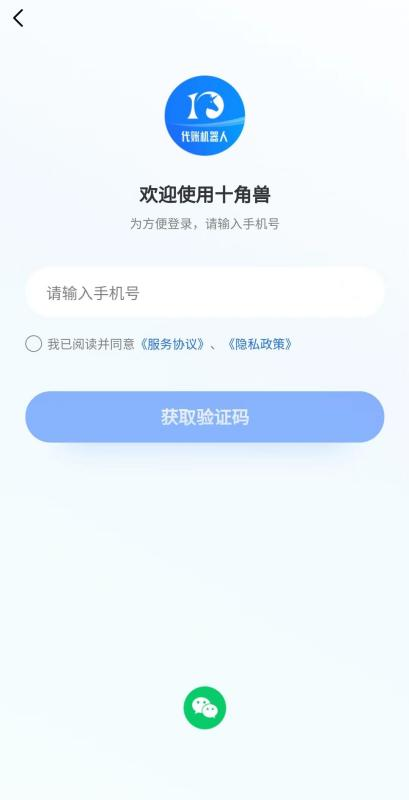 代账机器人
欢迎使用十角兽
为方便登录，请输入手机号
请输入手机号
我已阅读并同意《服务协议》、《隐私政策》
获取验证码